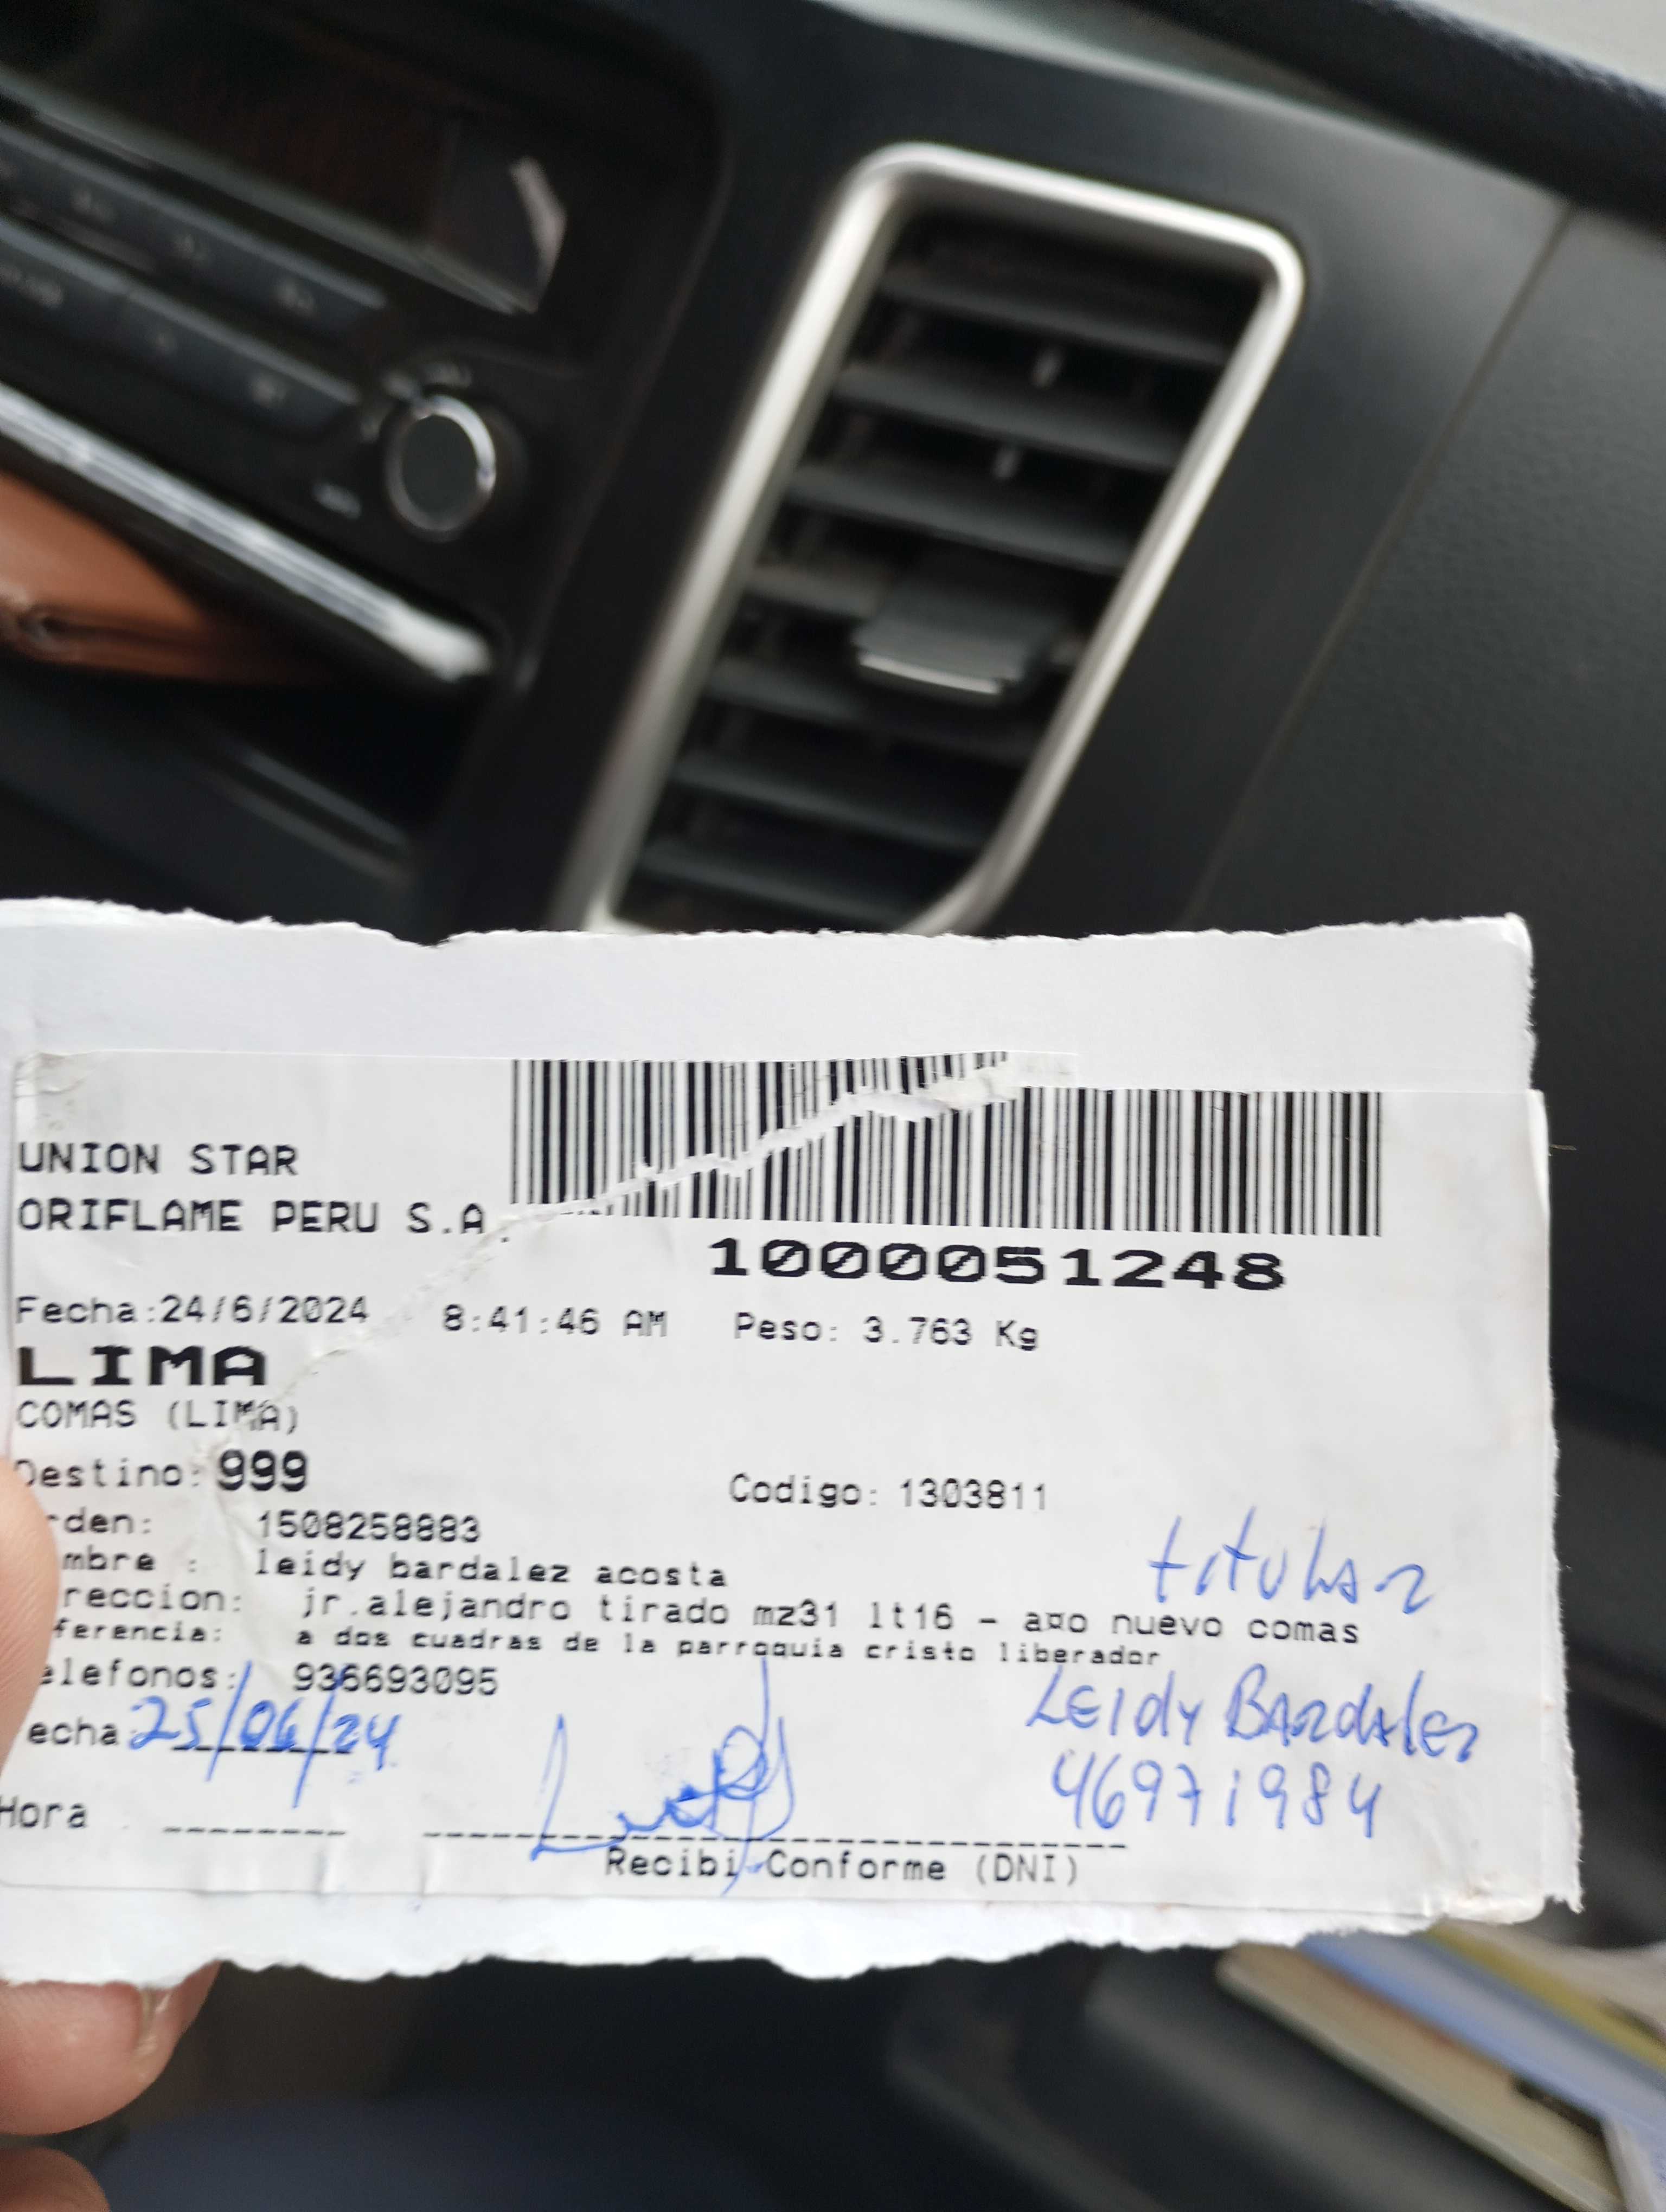 UNION STAR
ORIFLAME PERU S.A.
1000051248
Fecha:24/6/2024 8:41:46 AM Peso: 3.763 Kg
LIMA
COMAS (LIMA)
Destino: 999 Codigo: 1303811
rden: 1508258883
titular
mbre : leidy bardalez acosta
reccion: jr.alejandro tirado mz31 lt16 - a¤o nuevo comas
ferencia: a dos cuadras de la parroquia cristo liberador
elefonos: 936693095
Leidy Bardalez
echa 25/06/24
46971984
Hora
Recibi Conforme (DNI)